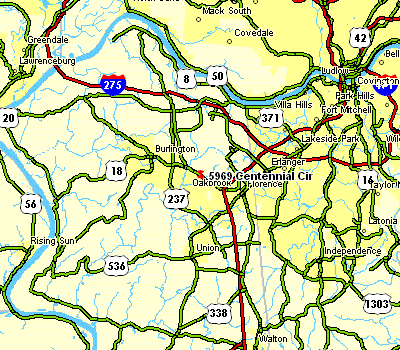 Mack South
42
Covedale
Greendale
Bel
Lawrenceburg
50
8
Ludlow
275
Covington
Park Hills
Villa Hills
Fort Mitchell
20
371
Lakeside Park
Wil
Burlington
Erlanger
18
5969 Centennial Cir
16
Oakbrook
Florence
Taylor
237
56
Latonia
Rising Sun
Union
Independence
536
1303
338
Walton